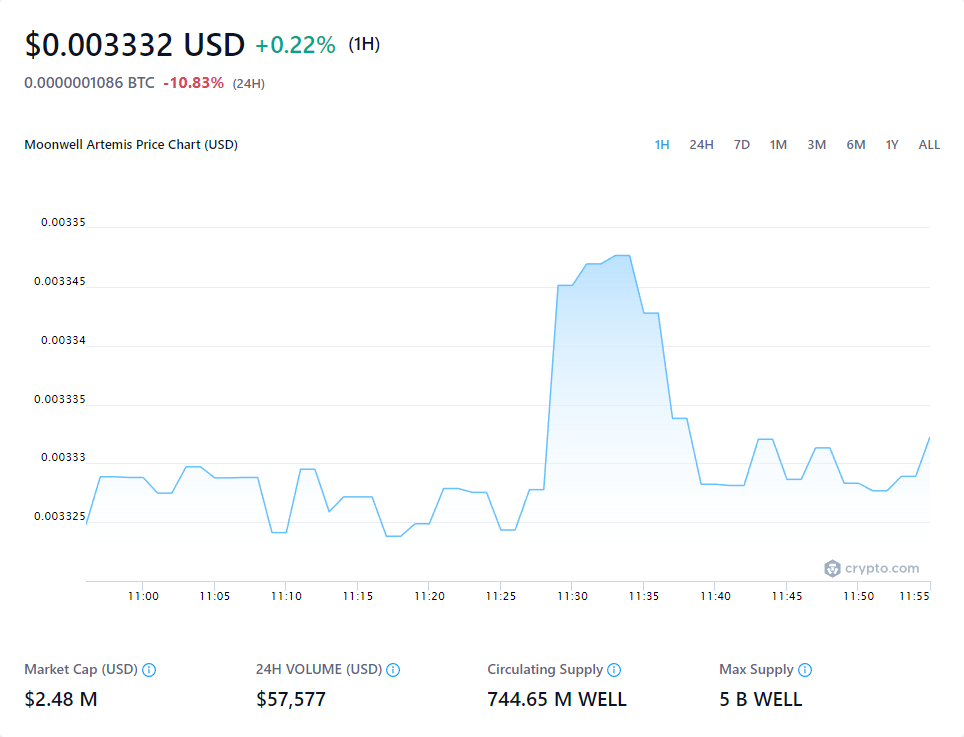 $0.003332 USD +0.22% (1H)
0.0000001086 BTC -10.83% (24H)
Moonwell Artemis Price Chart (USD) 1H 24H 7D 1M 3M 6M 1Y ALL
0.00335
0.003345
0.00334
0.003335
0.00333
0.003325
crypto.com
11:00 11:05 11:10 11:15 11:20 11:25 11:30 11:35 11:40 11:45 11:50 11:55
Market Cap (USD) 24H VOLUME (USD) Circulating Supply Max Supply
$2.48 M $57,577 744.65 M WELL 5 B WELL